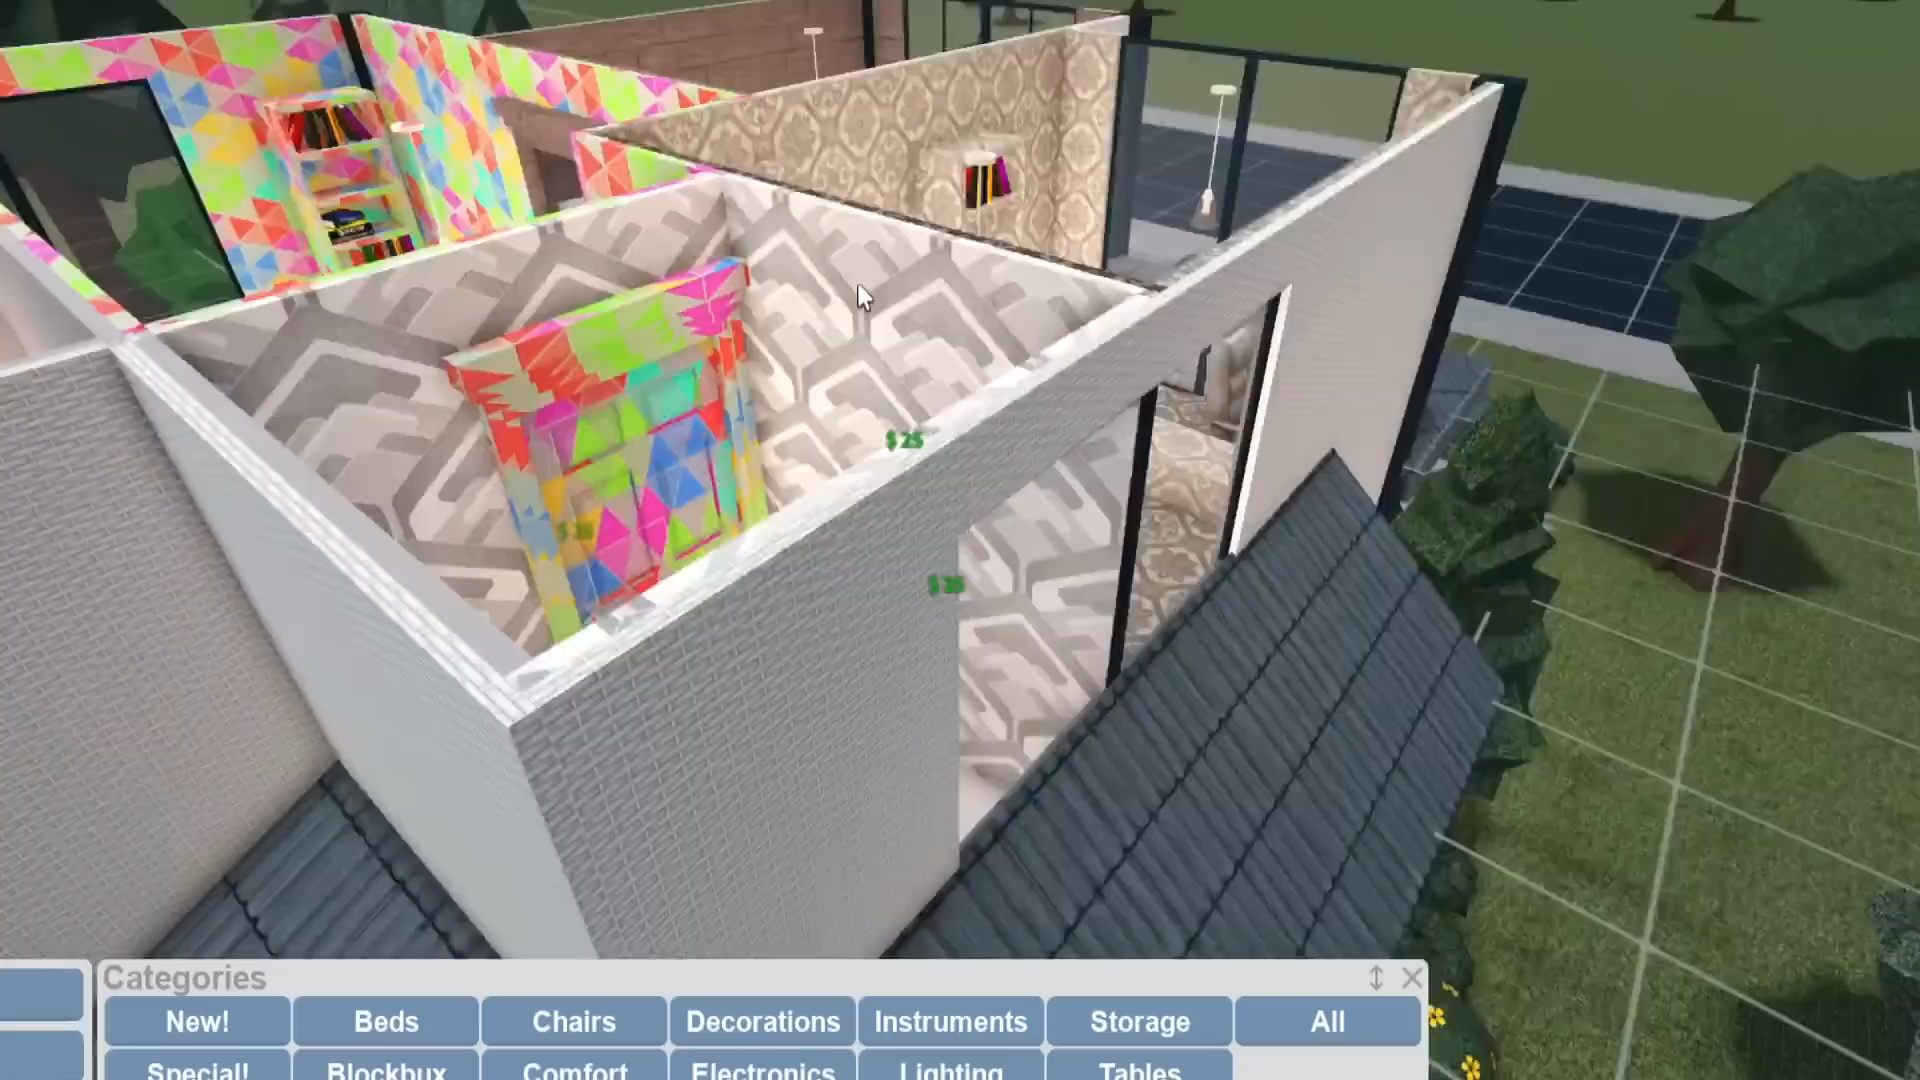 $ 25
$ 25
Categories
New! Beds Chairs Decorations Instruments Storage All
Special! Blockbux Comfort Electronics Lighting Tables